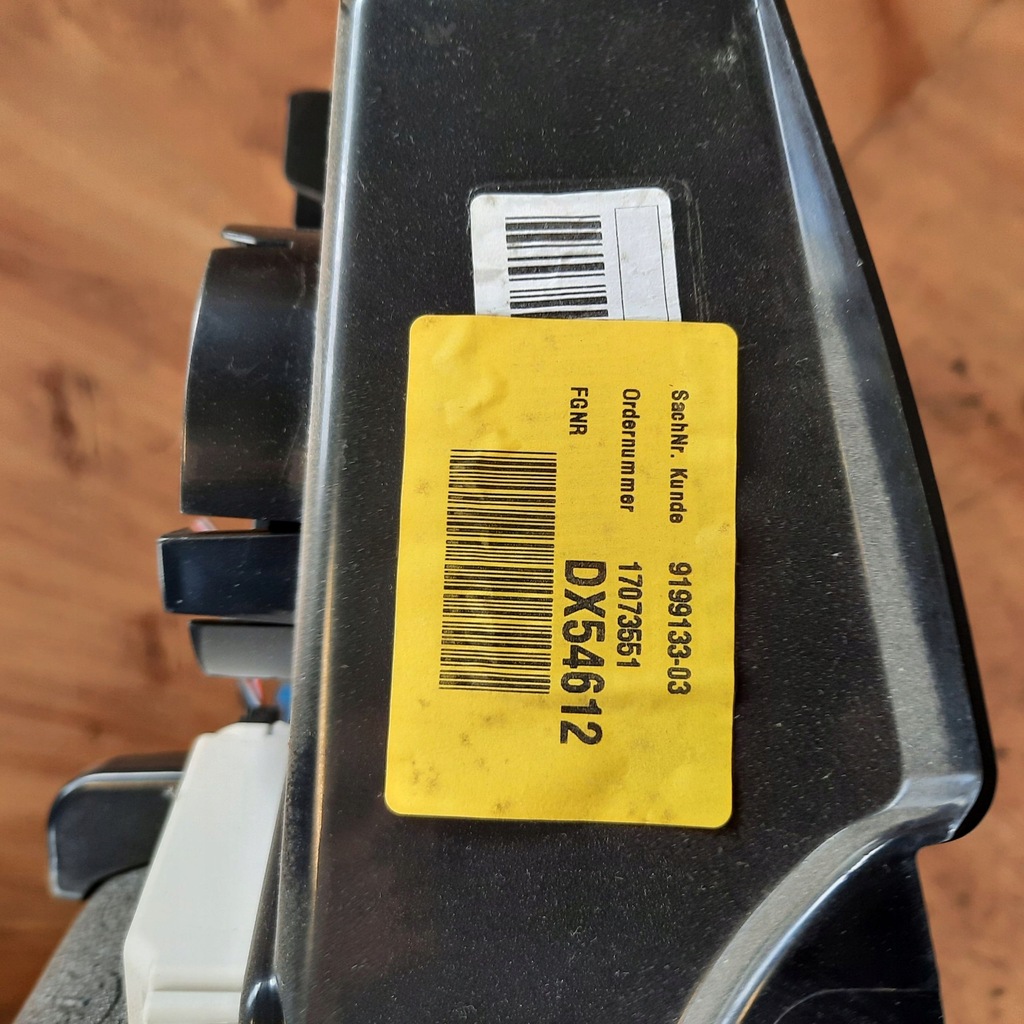 SachNr. Kunde 9199133-03
Ordernummer 17073551
FGNR DX54612